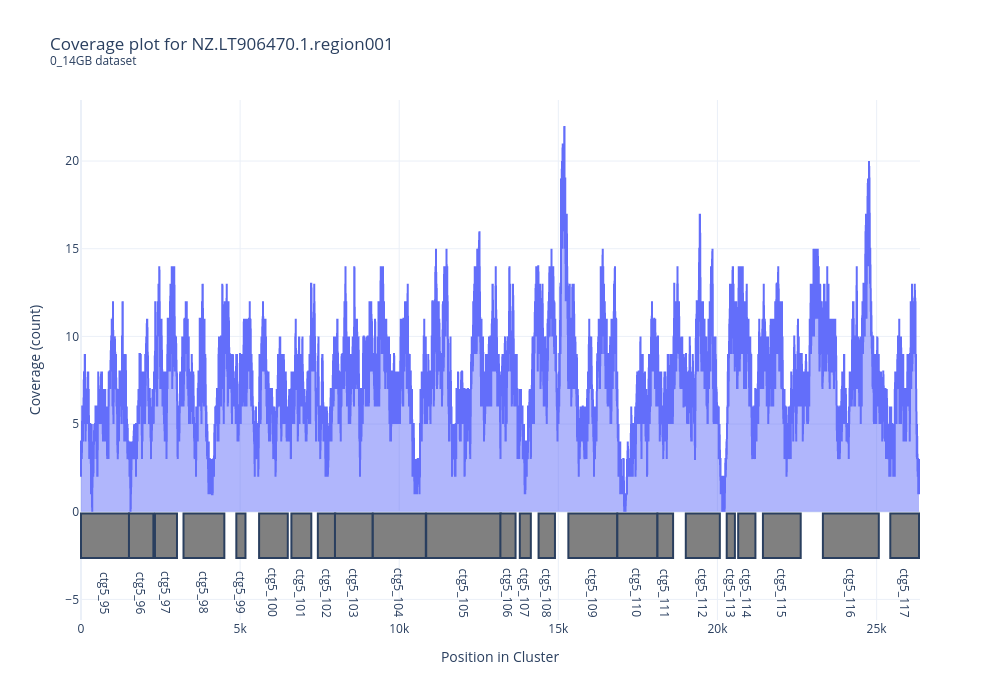 Coverage plot for NZ.LT906470.1.region001
0_14GB dataset
Coverage (count)
20
15
10
5
0
−5
ctg5_95
ctg5_96
ctg5_97
ctg5_98
ctg5_99
ctg5_100
ctg5_101
ctg5_102
ctg5_103
ctg5_104
ctg5_105
ctg5_106
ctg5_107
ctg5_108
ctg5_109
ctg5_110
ctg5_111
ctg5_112
ctg5_113
ctg5_114
ctg5_115
ctg5_116
ctg5_117
0 5k 10k 15k 20k 25k
Position in Cluster